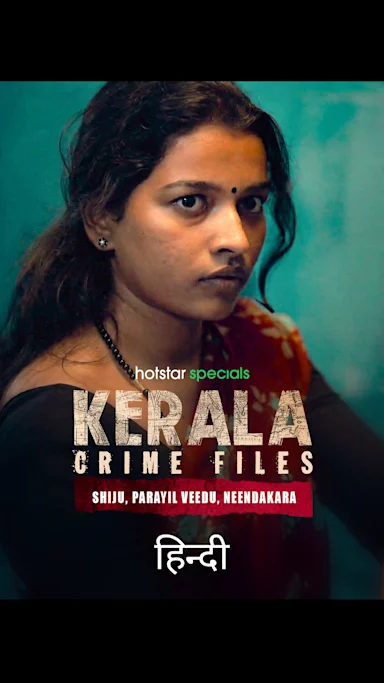 hotstar specials
KERALA
CRIME FILES
SHIJU, PARAYIL VEEDU, NEENDAKARA
हिन्दी